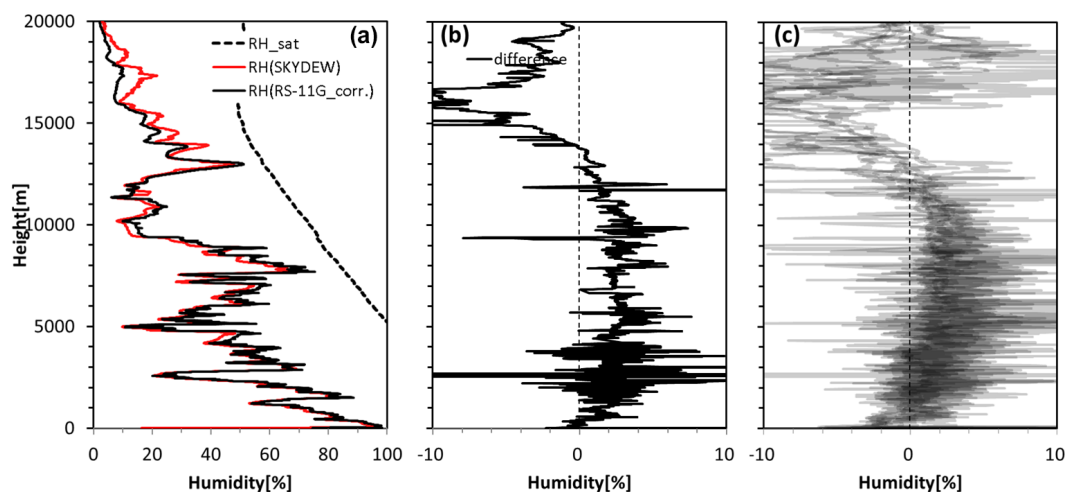 20000
15000
10000
5000
0
Height[m]
(a)
RH_sat
RH(SKYDEW)
RH(RS-11G_corr.)
0 20 40 60 80 100
Humidity[%]
(b)
difference
-10 0 10
Humidity[%]
(c)
-10 0 10
Humidity[%]